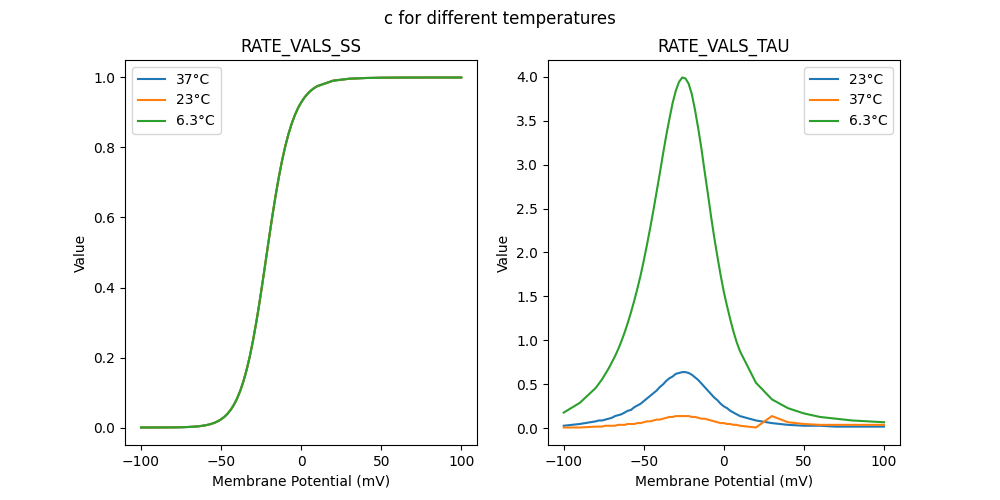 c for different temperatures
RATE_VALS_SS
1.0
0.8
0.6
0.4
0.2
0.0
Value
37°C
23°C
6.3°C
−100
−50
0
50
100
Membrane Potential (mV)
RATE_VALS_TAU
4.0
3.5
3.0
2.5
2.0
1.5
1.0
0.5
0.0
Value
23°C
37°C
6.3°C
−100
−50
0
50
100
Membrane Potential (mV)